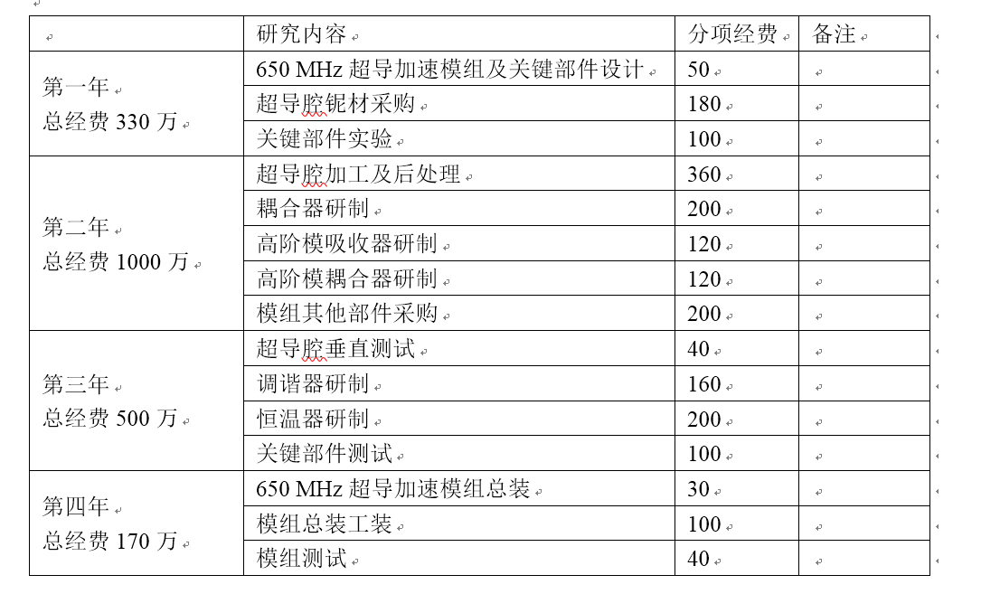 研究内容 分项经费 备注
第一年
总经费 330 万
650 MHz 超导加速模组及关键部件设计 50
超导腔铌材采购 180
关键部件实验 100
第二年
总经费 1000 万
超导腔加工及后处理 360
耦合器研制 200
高阶模吸收器研制 120
高阶模耦合器研制 120
模组其他部件采购 200
第三年
总经费 500 万
超导腔垂直测试 40
调谐器研制 160
恒温器研制 200
关键部件测试 100
第四年
总经费 170 万
650 MHz 超导加速模组总装 30
模组总装工装 100
模组测试 40